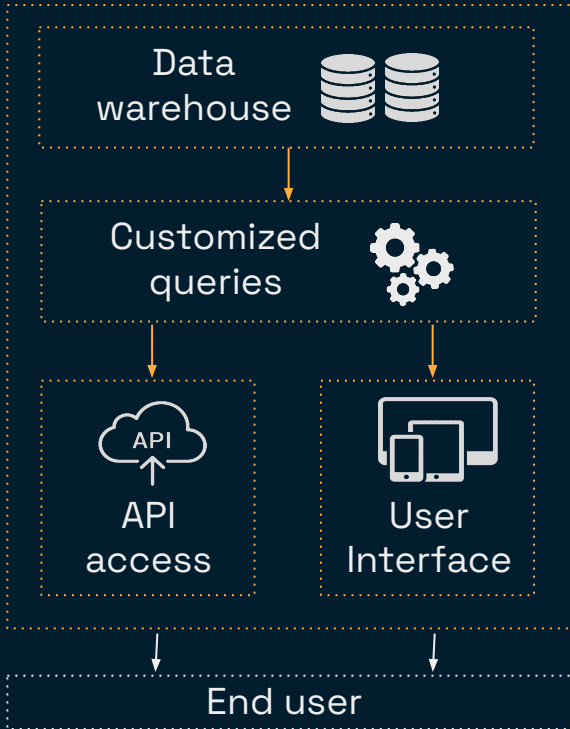 Data
warehouse
Customized
queries
API
API
access
User
Interface
End user